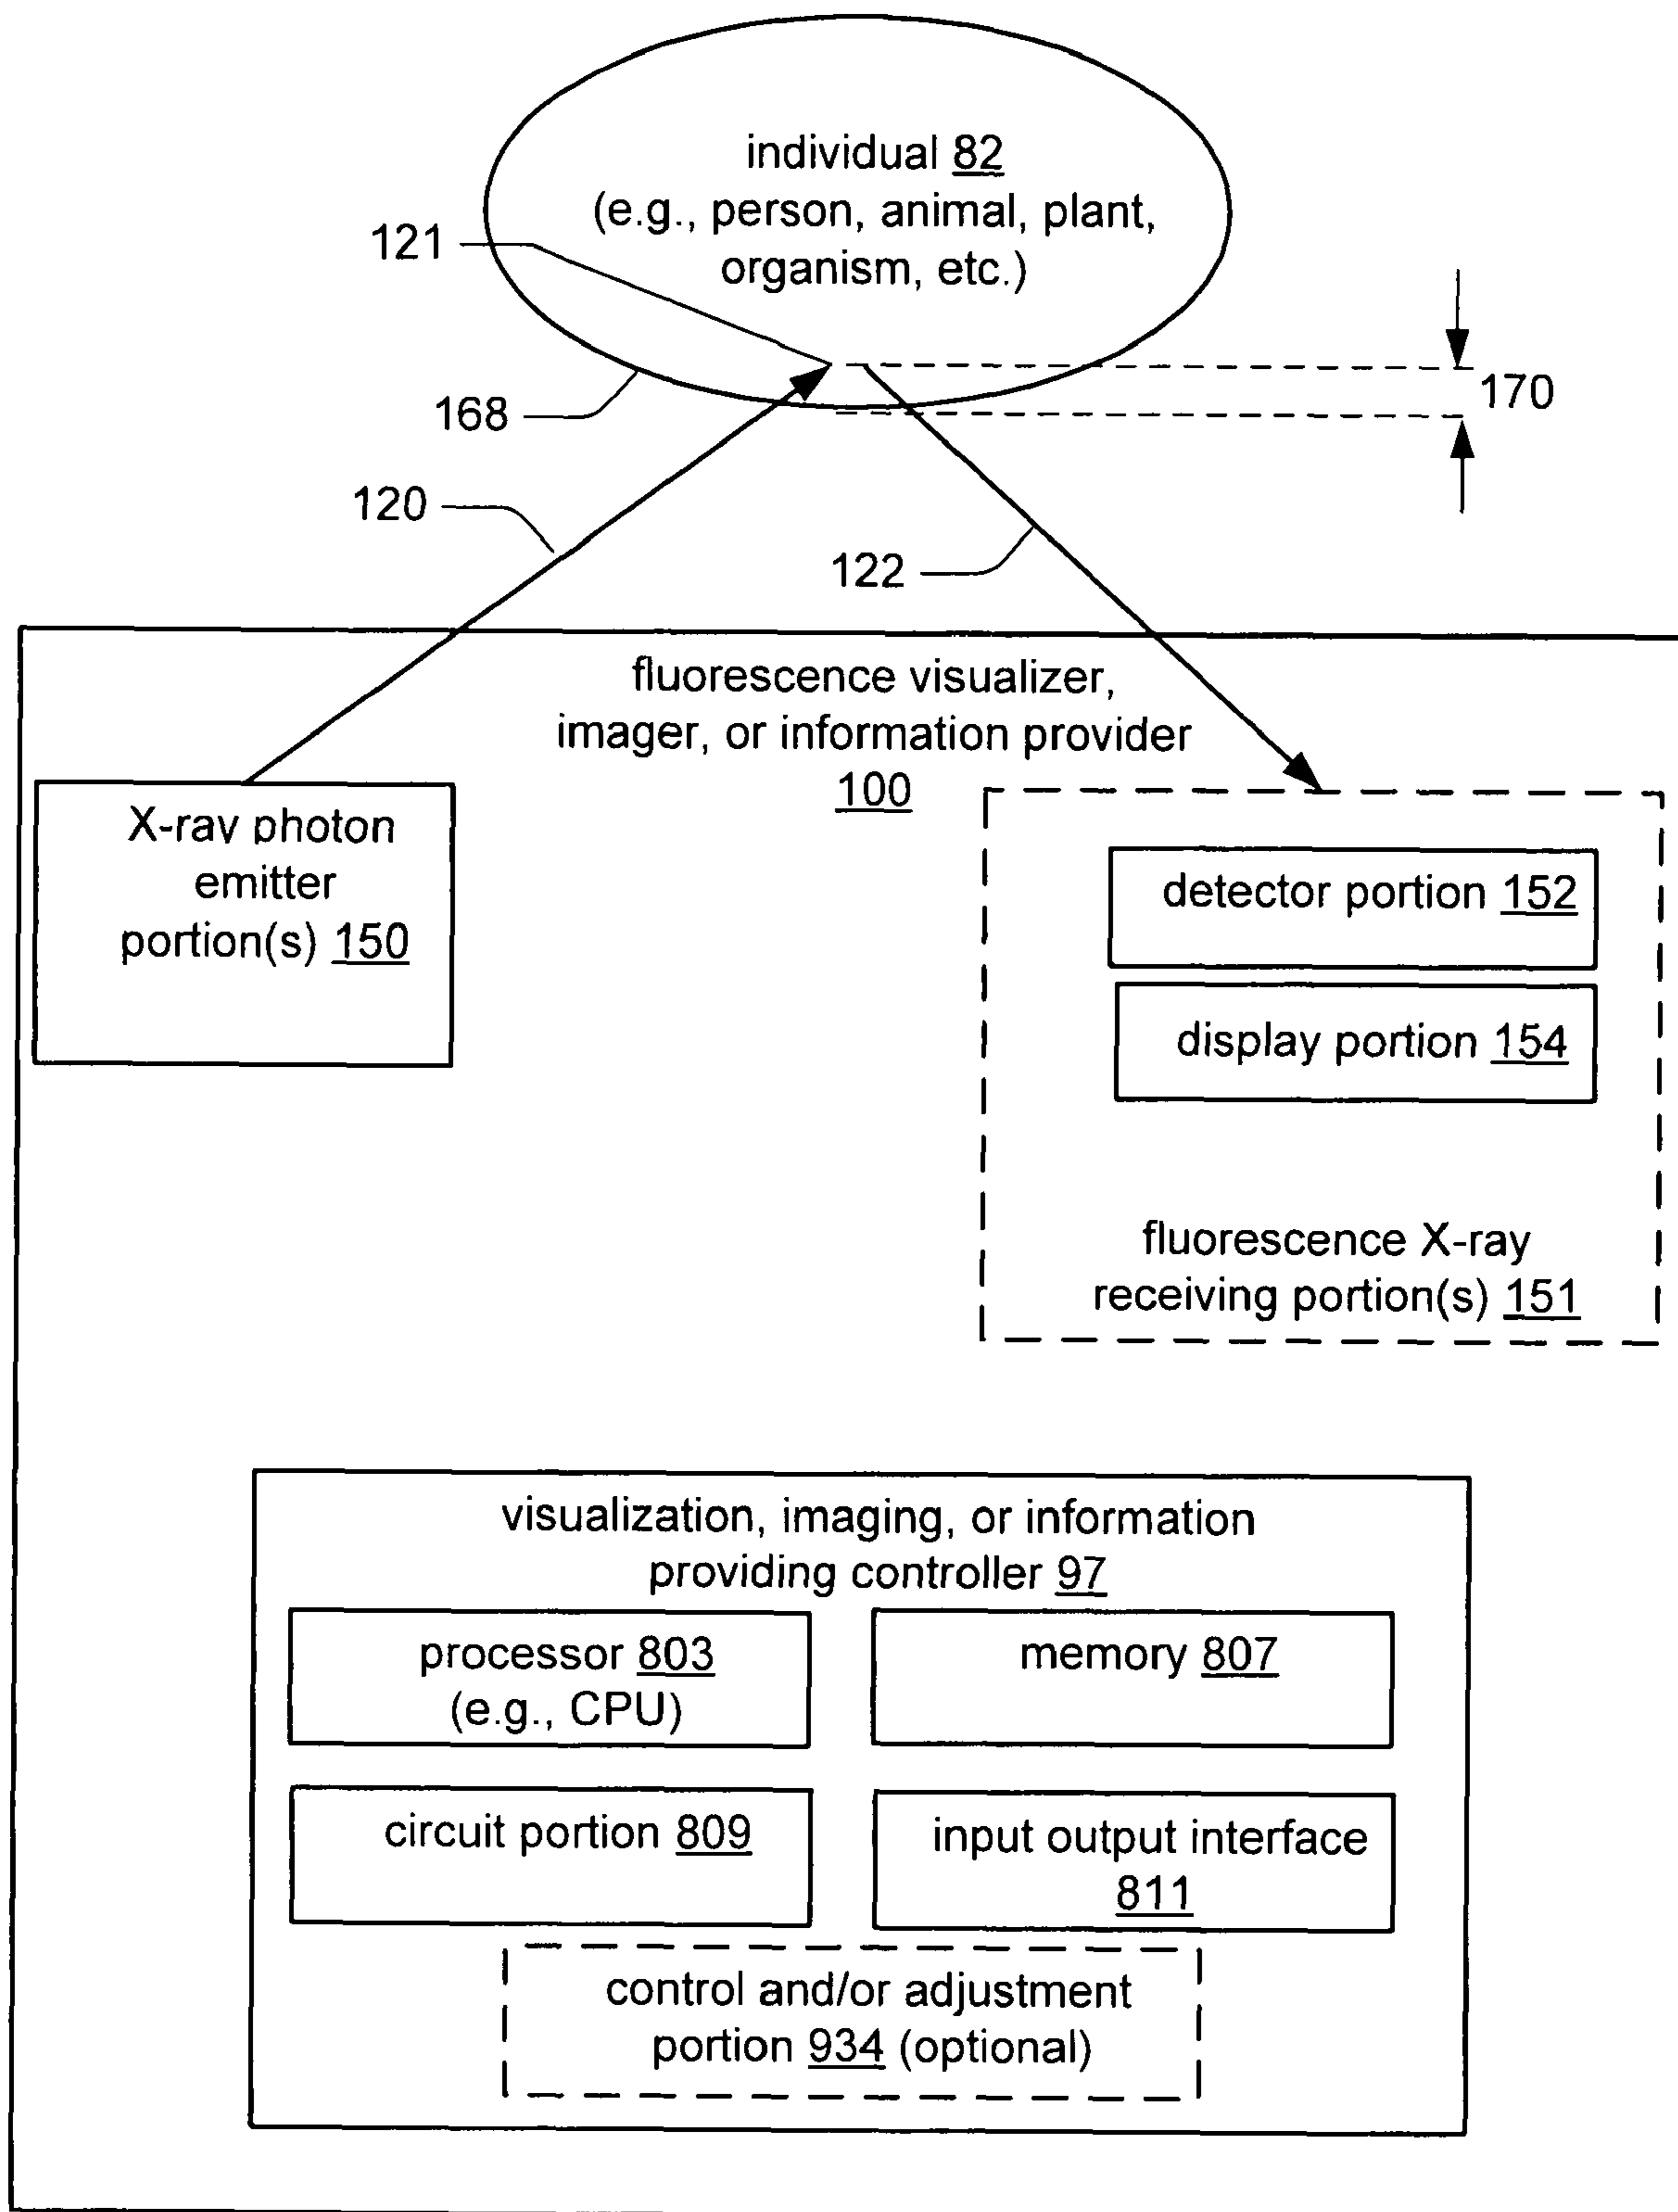 individual 82
(e.g., person, animal, plant,
organism, etc.)
121
170
168
120
122
fluorescence visualizer,
imager, or information provider
100
X-rav photon
emitter
portion(s) 150
detector portion 152
display portion 154
fluorescence X-ray
receiving portion(s) 151
visualization, imaging, or information
providing controller 97
processor 803
(e.g., CPU)
memory 807
circuit portion 809
input output interface
811
control and/or adjustment
portion 934 (optional)